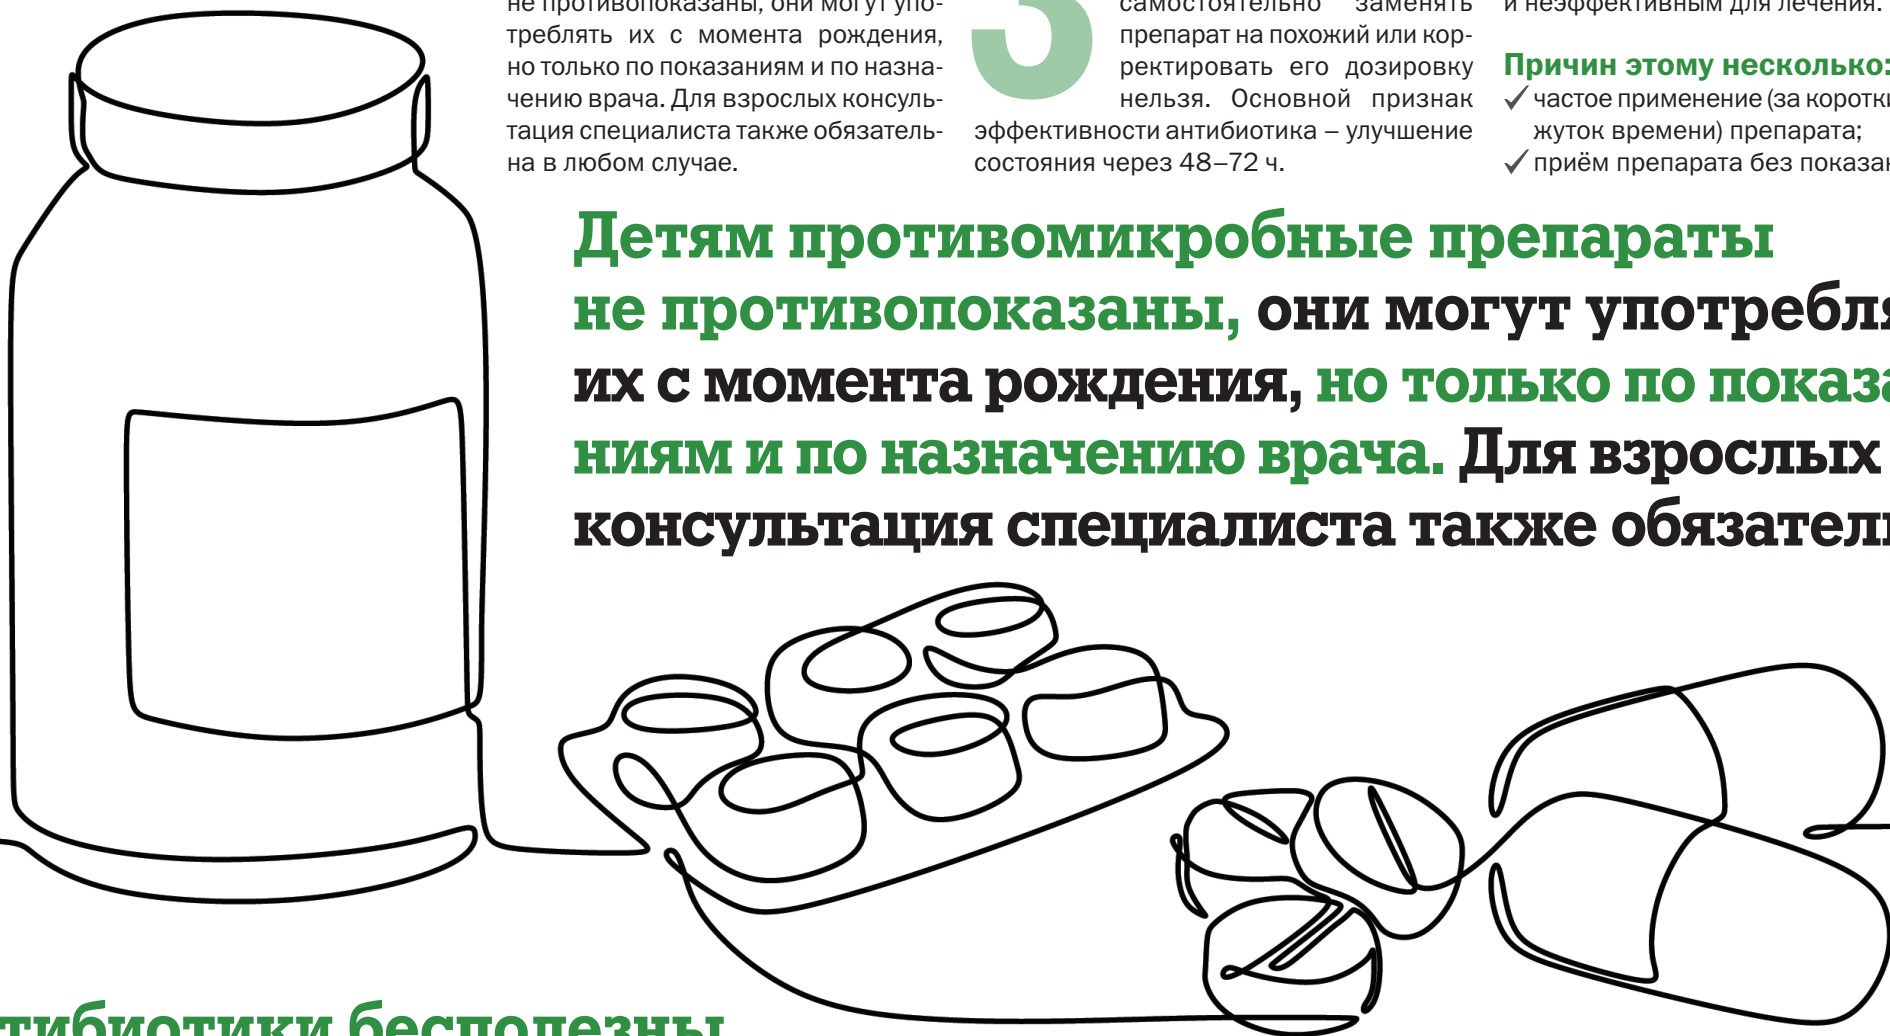 не противопоказаны, они могут упо-
треблять их с момента рождения,
но только по показаниям и по назна-
чению врача. Для взрослых консуль-
тация специалиста также обязатель-
на в любом случае.
3
самостоятельно заменять
препарат на похожий или кор-
ректировать его дозировку
нельзя. Основной признак
эффективности антибиотика – улучшение
состояния через 48–72 ч.
и неэффективным для лечения.
Причин этому несколько:
частое применение (за коротки
жуток времени) препарата;
приём препарата без показан
Детям противомикробные препараты
не противопоказаны, они могут употребля
их с момента рождения, но только по показа
ниям и по назначению врача. Для взрослых
консультация специалиста также обязатель
тибиотики бесполезны